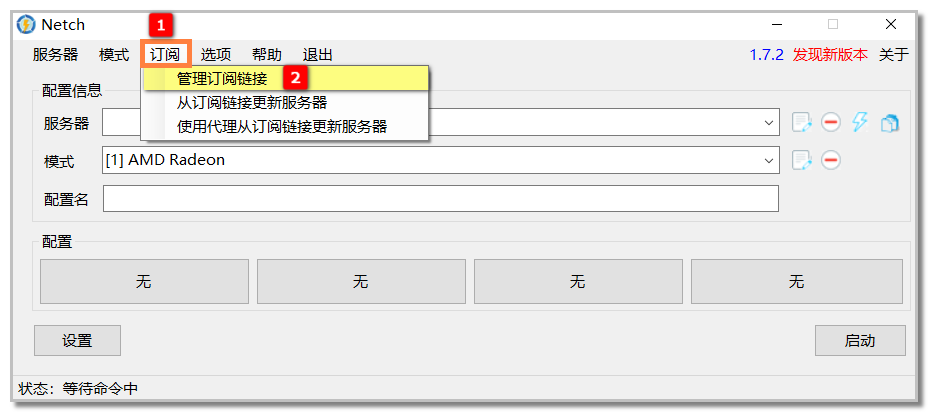 Netch
1
服务器 模式 订阅 选项 帮助 退出 1.7.2 发现新版本 关于
管理订阅链接 2
从订阅链接更新服务器
使用代理从订阅链接更新服务器
配置信息
服务器
模式 [1] AMD Radeon
配置名
配置
无 无 无 无
设置 启动
状态：等待命令中